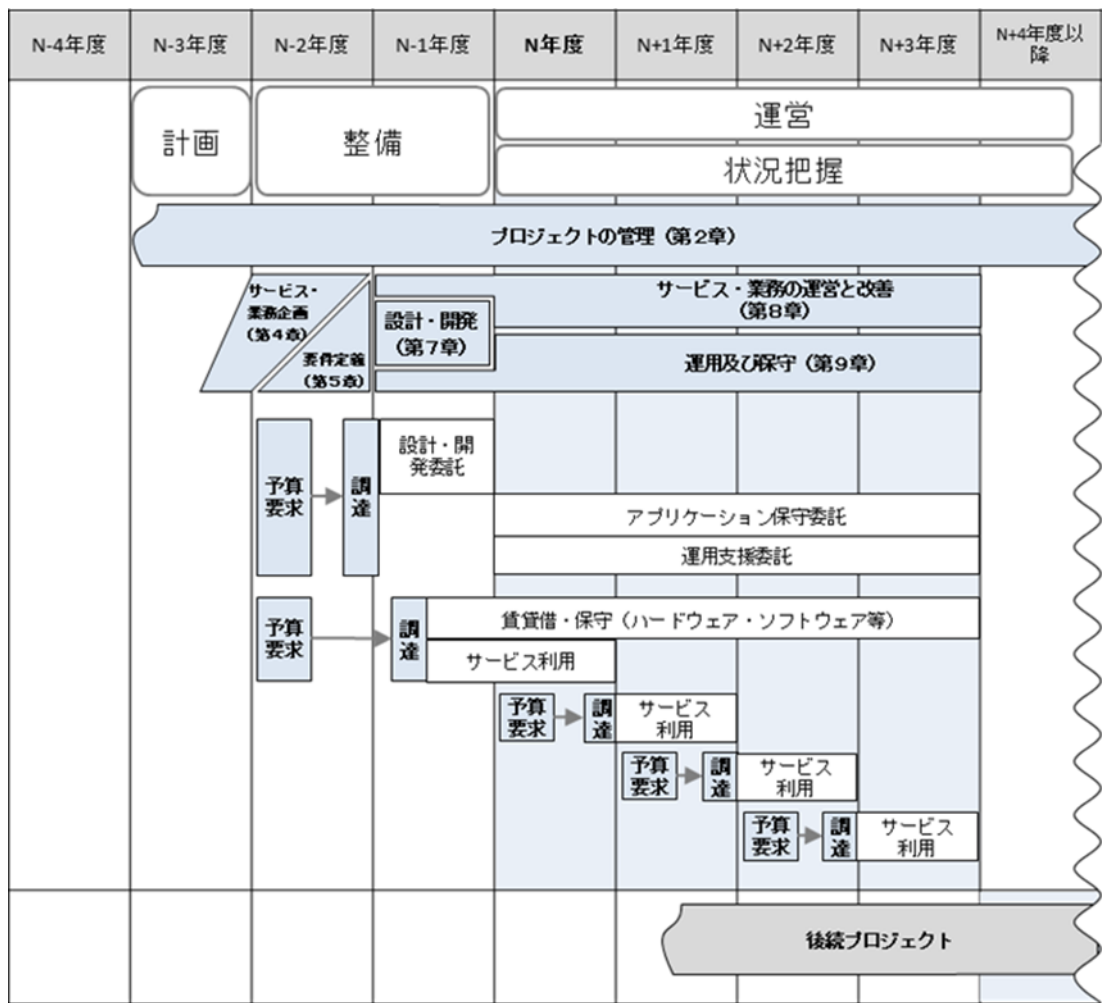 N-4年度
N-3年度
N-2年度
N-1年度
N年度
N+1年度
N+2年度
N+3年度
N+4年度以
降
計画
整備
運営
状況把握
プロジェクトの管理（第2章）
サービス・
業務企画
(第4章)
要件定義
(第5章)
設計・開発
(第7章)
サービス・業務の運営と改善
(第8章)
運用及び保守（第9章）
予算
要求
調
達
設計・開
発委託
アプリケーション保守委託
運用支援委託
予算
要求
調
達
賃貸借・保守（ハードウェア・ソフトウェア等）
サービス利用
予算
要求
調
達
サービス
利用
予算
要求
調
達
サービス
利用
予算
要求
調
達
サービス
利用
後続プロジェクト